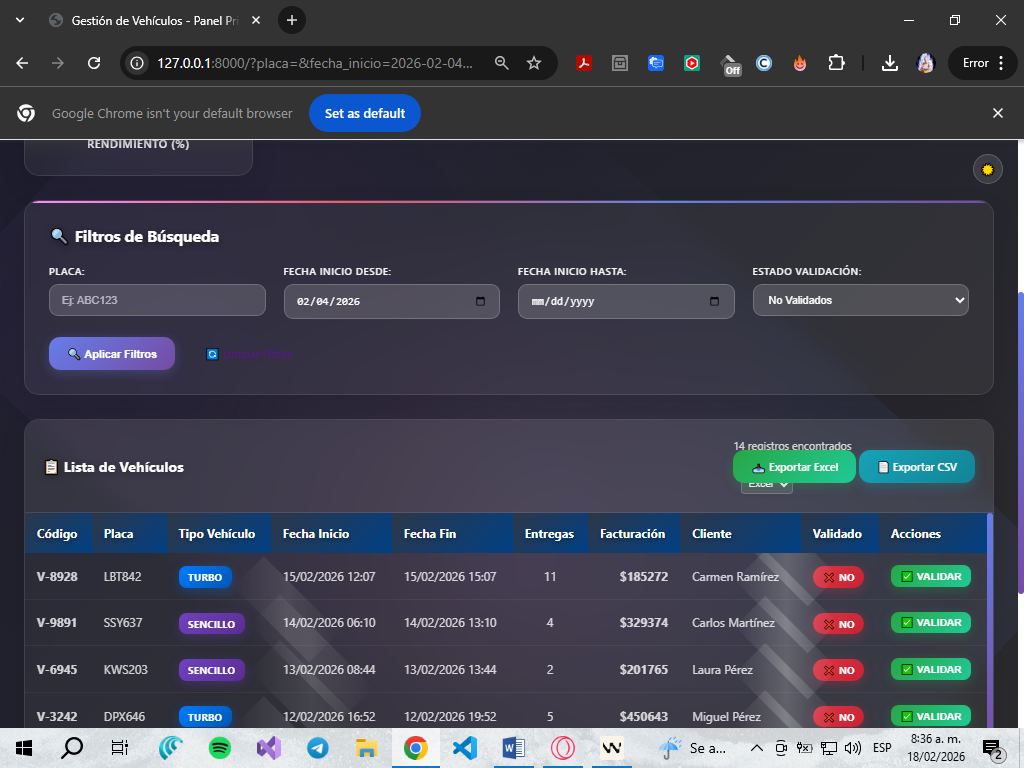 Gestión de Vehículos - Panel Pri
127.0.0.1:8000/?placa=&fecha_inicio=2026-02-04...
Off
Error
Google Chrome isn't your default browser
Set as default
RENDIMIENTO (%)
Filtros de Búsqueda
PLACA:
FECHA INICIO DESDE:
FECHA INICIO HASTA:
ESTADO VALIDACIÓN:
Ej: ABC123
02/04/2026
mm/dd/yyyy
No Validados
Aplicar Filtros
14 registros encontrados
Lista de Vehículos
Exportar Excel
Exportar CSV
Excel
Código Placa Tipo Vehículo Fecha Inicio Fecha Fin Entregas Facturación Cliente Validado Acciones
V-8928 LBT842 TURBO 15/02/2026 12:07 15/02/2026 15:07 11 $185272 Carmen Ramírez NO VALIDAR
V-9891 SSY637 SENCILLO 14/02/2026 06:10 14/02/2026 13:10 4 $329374 Carlos Martínez NO VALIDAR
V-6945 KWS203 SENCILLO 13/02/2026 08:44 13/02/2026 13:44 2 $201765 Laura Pérez NO VALIDAR
V-3242 DPX646 TURBO 12/02/2026 16:52 12/02/2026 19:52 5 $450643 Miguel Pérez NO VALIDAR
Se a...
ESP
8:36 a. m.
18/02/2026
2